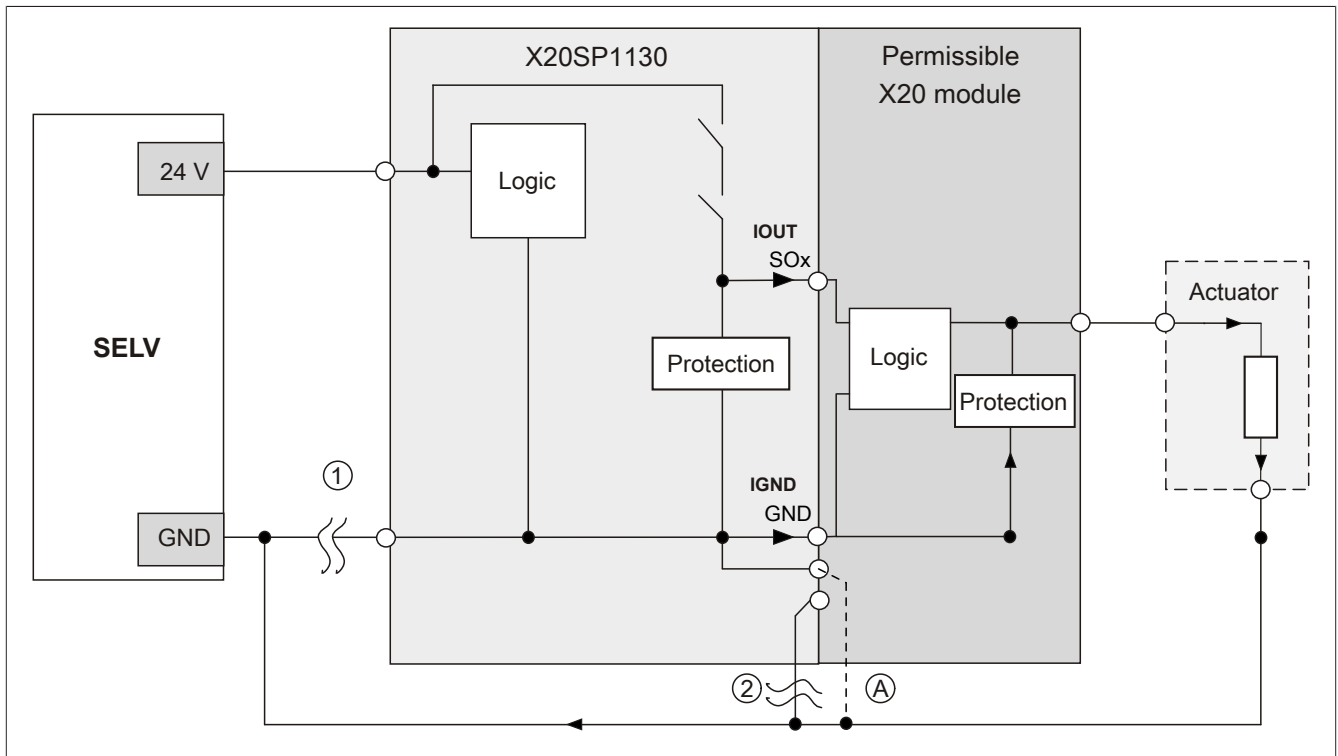 X20SP1130
Permissible
X20 module
24 V
Logic
SELV
IOUT
SOx
Actuator
Protection
Logic
Protection
1
IGND
GND
GND
2
A